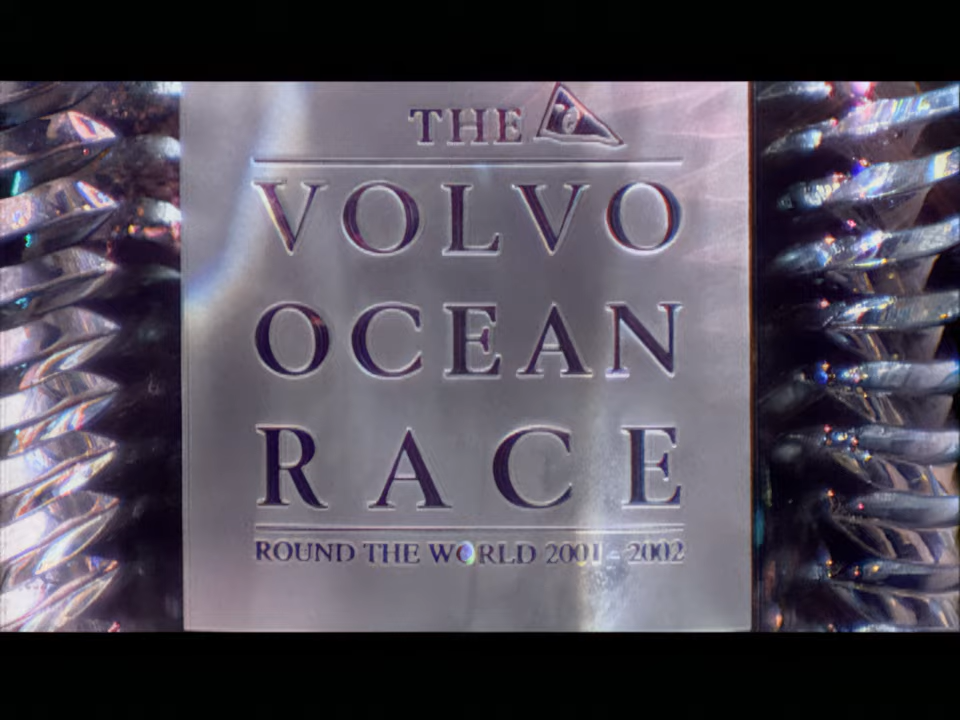 THE
VOLVO
OCEAN
RACE
ROUND THE WORLD 2001 - 2002